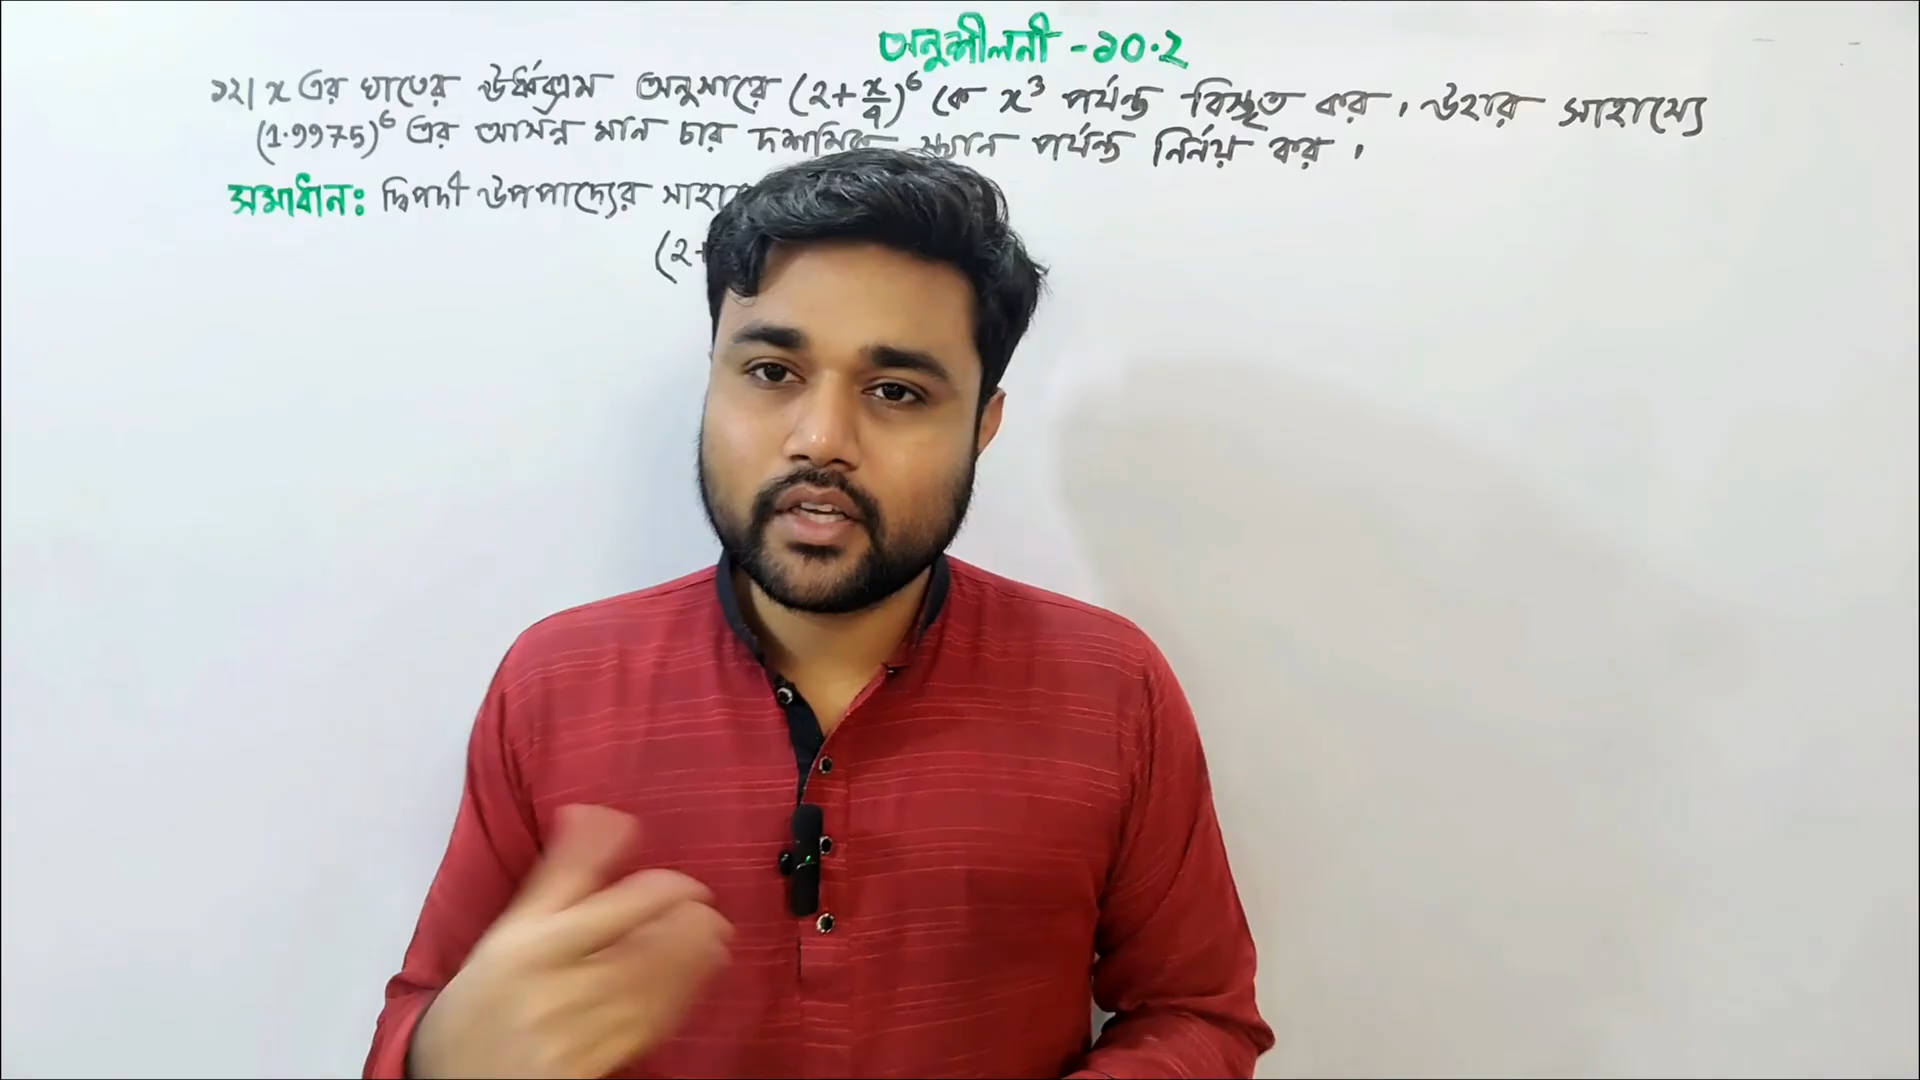 অনুশীলনী -১০.২
১২| x এর ঘাতের ঊর্ধ্বক্রম অনুসারে (2+x/4)^6 কে x^3 পর্যন্ত বিস্তৃত কর। উহার সাহায্যে
(1.9975)^6 এর আসন্ন মান চার দশমিক স্থান পর্যন্ত নির্ণয় কর।
সমাধান: দ্বিপদী উপপাদ্যের
(2+